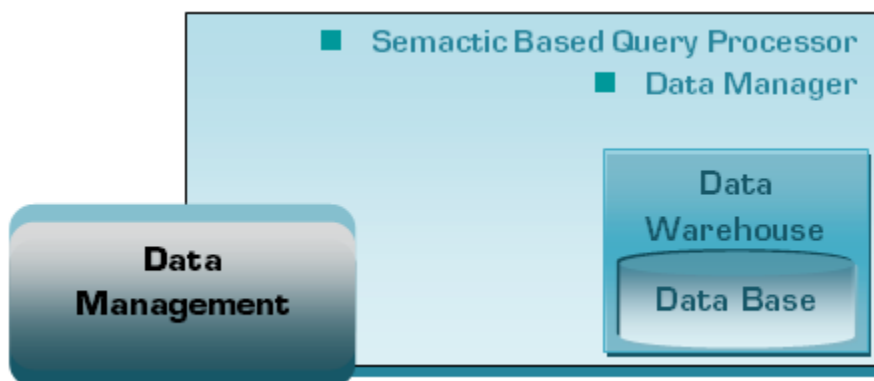 Semactic Based Query Processor
Data Manager
Data
Warehouse
Data Base
Data
Management